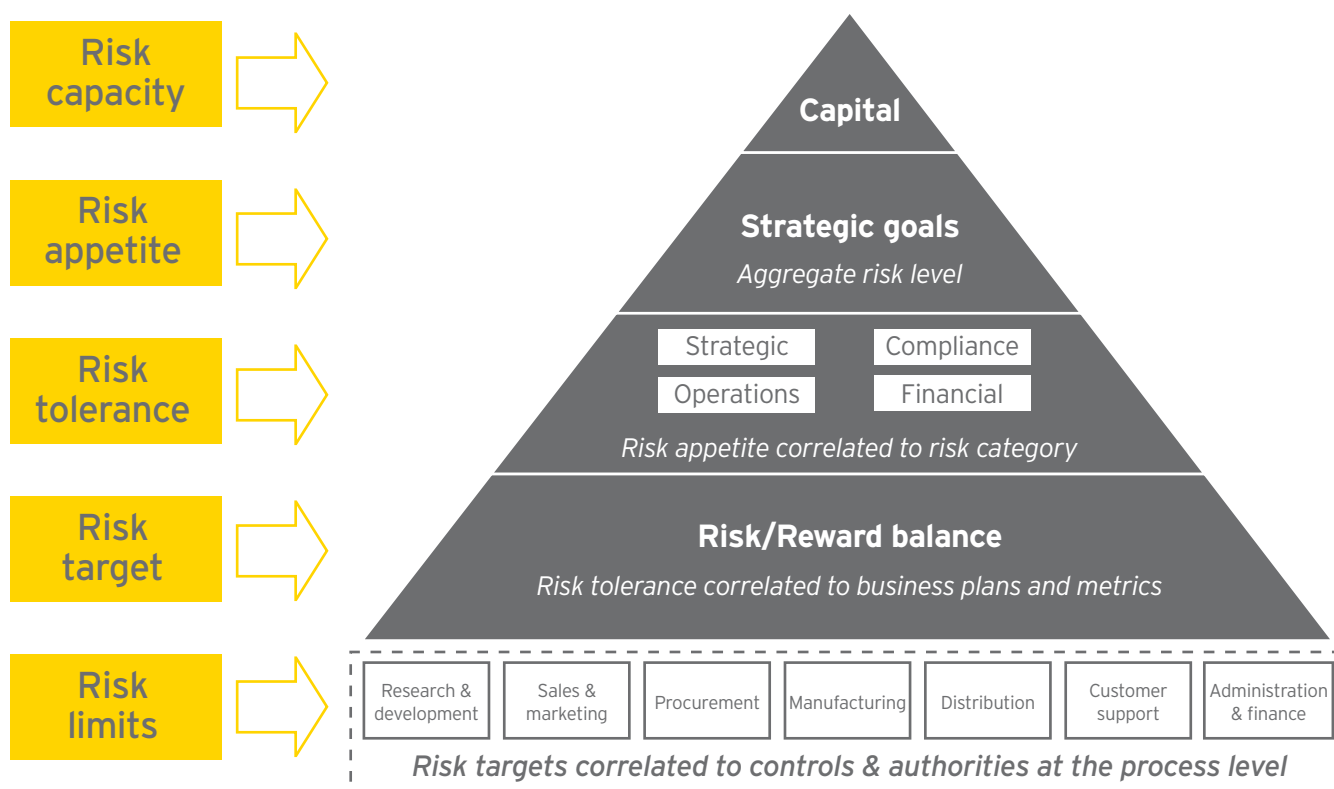 Risk
capacity
Capital
Risk
appetite
Strategic goals
Aggregate risk level
Risk
tolerance
Strategic
Compliance
Operations
Financial
Risk appetite correlated to risk category
Risk
target
Risk/Reward balance
Risk tolerance correlated to business plans and metrics
Risk
limits
Research &
development
Sales &
marketing
Procurement
Manufacturing
Distribution
Customer
support
Administration
& finance
Risk targets correlated to controls & authorities at the process level